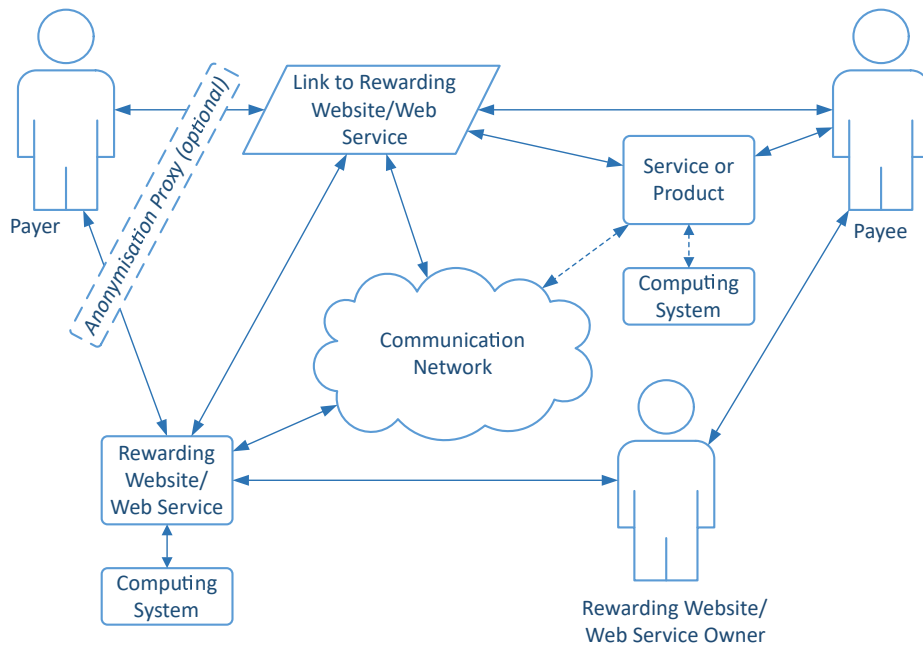 Link to Rewarding
Website/Web
Service
Anonymisation Proxy (optional)
Service or
Product
Payer
Payee
Computing
System
Communication
Network
Rewarding
Website/
Web Service
Computing
System
Rewarding Website/
Web Service Owner